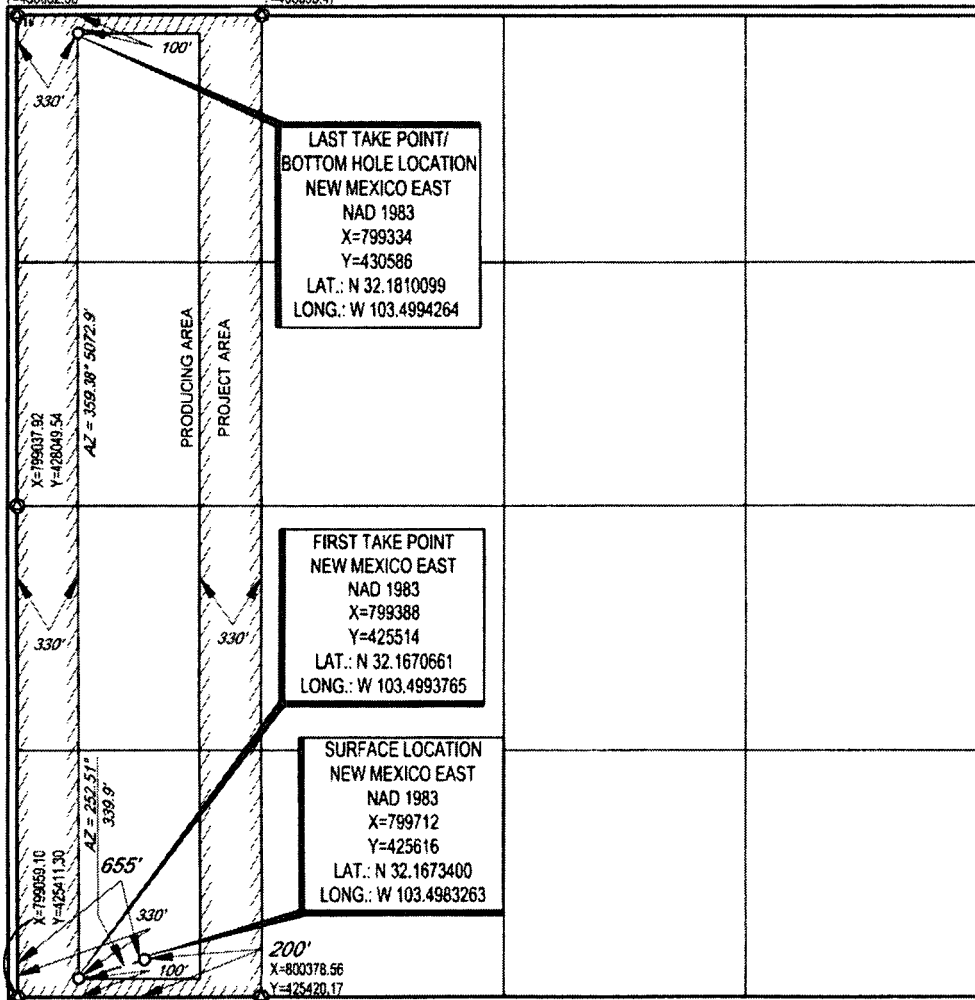 100'
330'
LAST TAKE POINT/
BOTTOM HOLE LOCATION
NEW MEXICO EAST
NAD 1983
X=799334
Y=430586
LAT.: N 32.1810099
LONG.: W 103.4994264
AZ = 359.38° 5072.9'
PRODUCING AREA
PROJECT AREA
X=799037.92
Y=428049.54
FIRST TAKE POINT
NEW MEXICO EAST
NAD 1983
X=799388
Y=425514
LAT.: N 32.1670661
LONG.: W 103.4993765
330'
330'
SURFACE LOCATION
NEW MEXICO EAST
NAD 1983
X=799712
Y=425616
LAT.: N 32.1673400
LONG.: W 103.4983263
AZ = 252.51°
339.9'
X=799059.10
Y=425411.30
655'
330'
100'
200'
X=800378.56
Y=425420.17